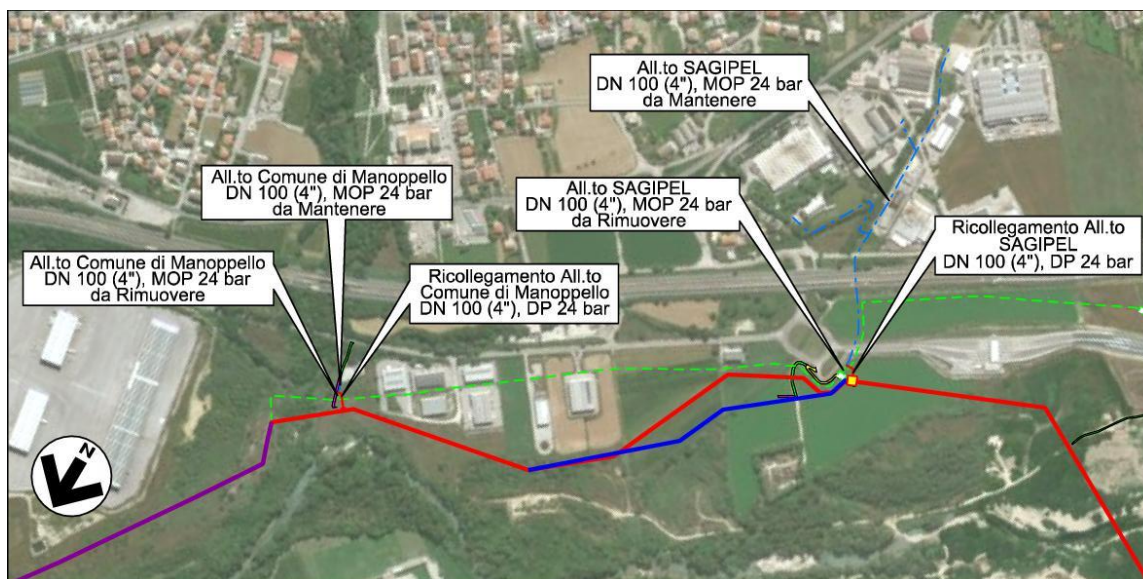 All.to SAGIPEL
DN 100 (4"), MOP 24 bar
da Mantenere
All.to Comune di Manoppello
DN 100 (4"), MOP 24 bar
da Mantenere
All.to SAGIPEL
DN 100 (4"), MOP 24 bar
da Rimuovere
Ricollegamento All.to
SAGIPEL
DN 100 (4"), DP 24 bar
All.to Comune di Manoppello
DN 100 (4"), MOP 24 bar
da Rimuovere
Ricollegamento All.to
Comune di Manoppello
DN 100 (4"), DP 24 bar
N